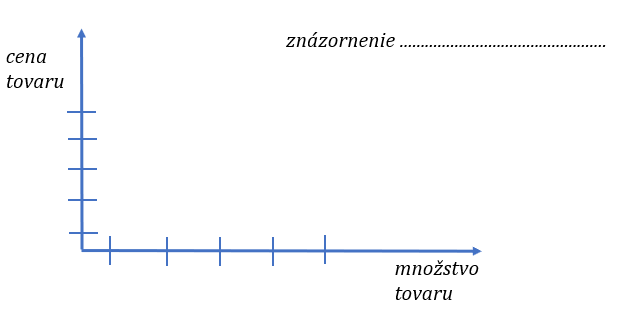 znázornenie .................................................
cena
tovaru
množstvo
tovaru